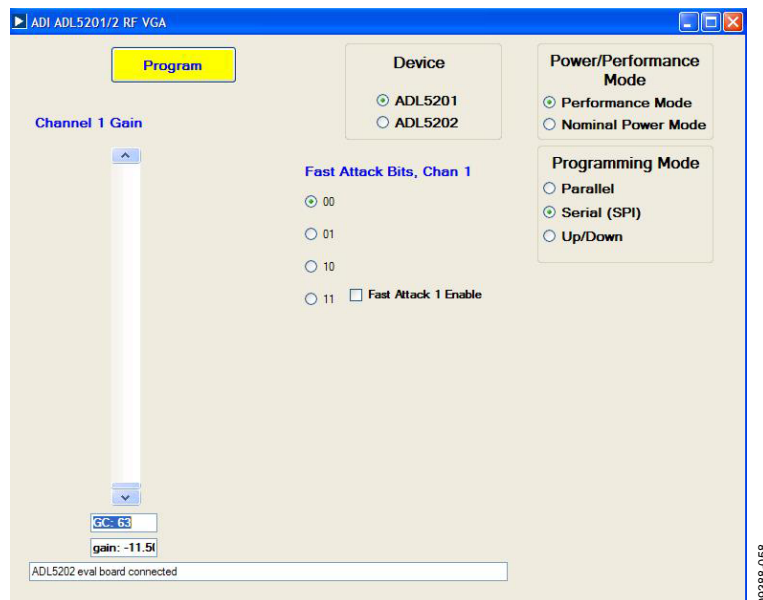 ADI ADL5201/2 RF VGA
Program
Device
ADL5201
ADL5202
Power/Performance
Mode
Performance Mode
Nominal Power Mode
Channel 1 Gain
Fast Attack Bits, Chan 1
00
01
10
11
Fast Attack 1 Enable
Programming Mode
Parallel
Serial (SPI)
Up/Down
GC: 63
gain: -11.5(
ADL5202 eval board connected